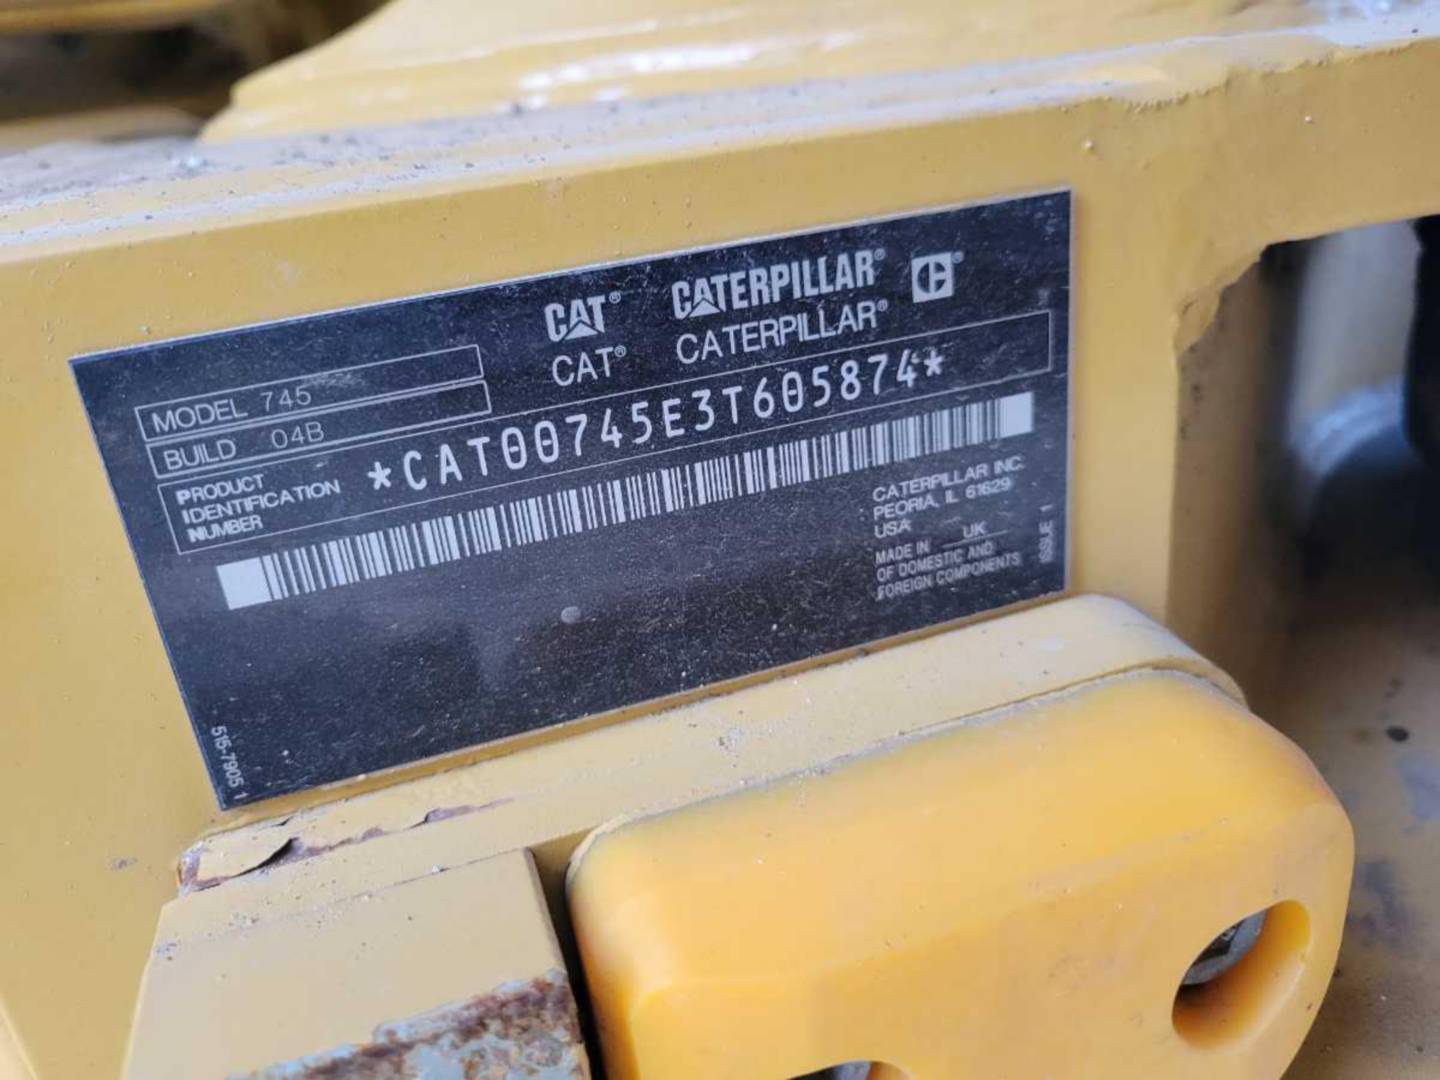 CAT® CATERPILLAR® C®
CAT® CATERPILLAR®
MODEL 745
BUILD 04B
PRODUCT
IDENTIFICATION
NUMBER
*CAT00745E3T605874*
CATERPILLAR INC.
PEORIA, IL 61629
USA
MADE IN UK
OF DOMESTIC AND
FOREIGN COMPONENTS
ISSUE 1
515-7905 1